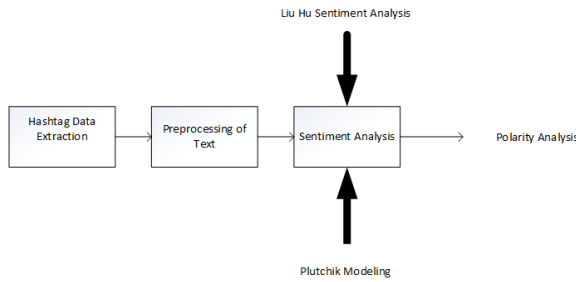 Liu Hu Sentiment Analysis
Hashtag Data
Extraction
Preprocessing of
Text
Sentiment Analysis
Polarity Analysis
Plutchik Modeling